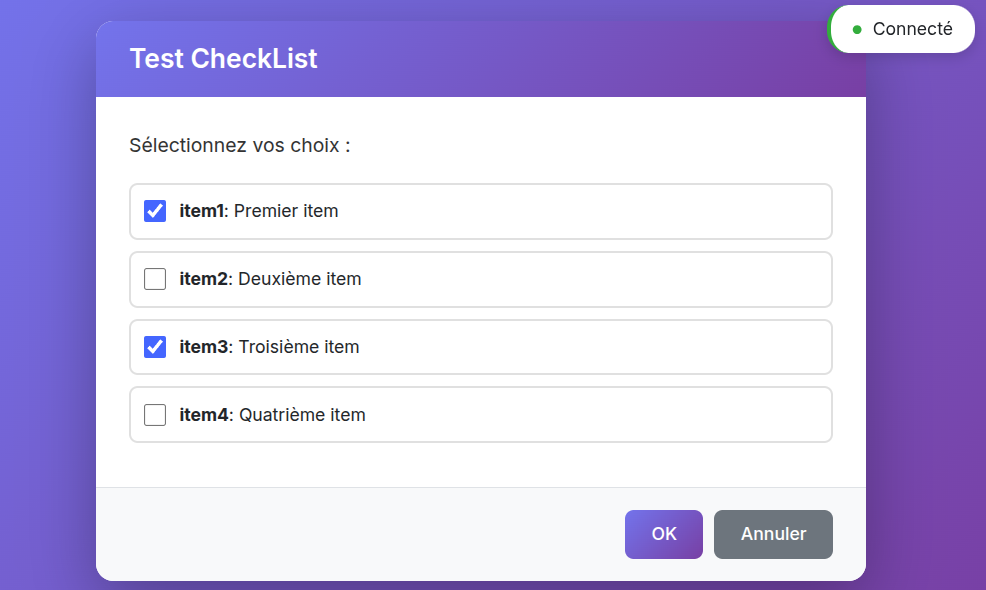 Connecté
Test CheckList
Sélectionnez vos choix :
item1: Premier item
item2: Deuxième item
item3: Troisième item
item4: Quatrième item
OK
Annuler